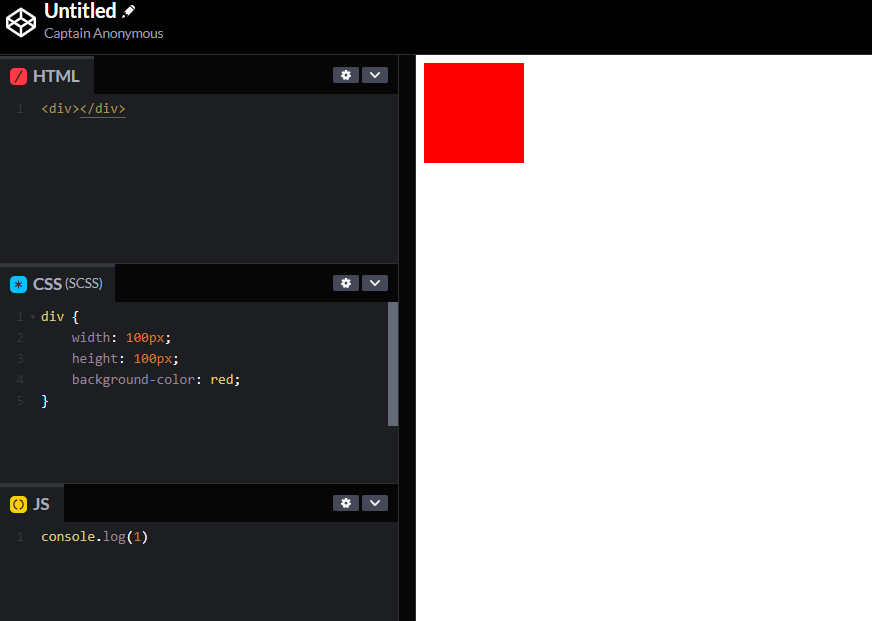 Untitled
Captain Anonymous
HTML
1 <div></div>
CSS (SCSS)
1 div {
2 width: 100px;
3 height: 100px;
4 background-color: red;
5 }
JS
1 console.log(1)